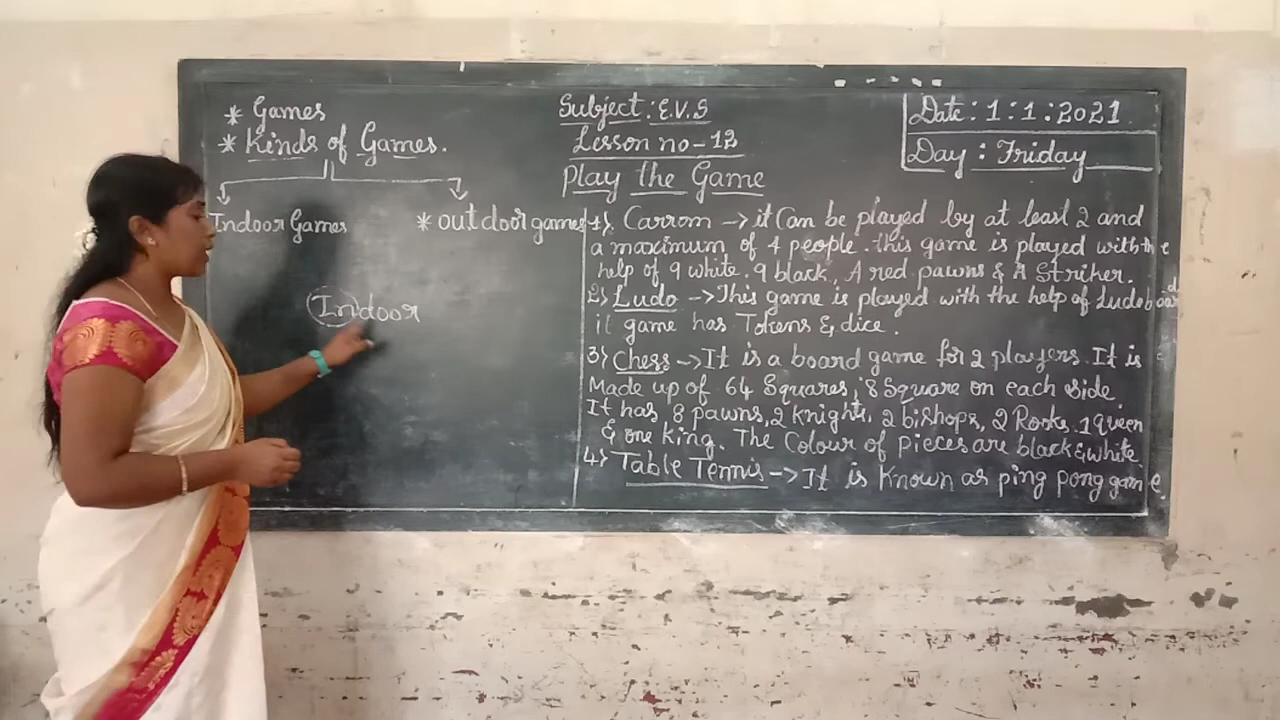 * Games
* Kinds of Games.
Indoor Games
* outdoor games
Indoor
Subject : E.V.S
Lesson no - 12
Play the Game
Date : 1 : 1 : 2021
Day : Friday
1) Carrom -> it Can be played by at least 2 and
a maximum of 4 people. this game is played with the
help of 9 white. 9 black, A red pawns & A Striker.
2) Ludo -> This game is played with the help of Ludo board
it game has Tokens & dice.
3) Chess -> It is a board game for 2 players. It is
Made up of 64 Squares, 8 Square on each side
It has 8 pawns, 2 knights, 2 bishops, 2 Rooks. 1 queen
& one king. The Colour of Pieces are black & white.
4) Table Tennis -> It is Known as ping pong game.